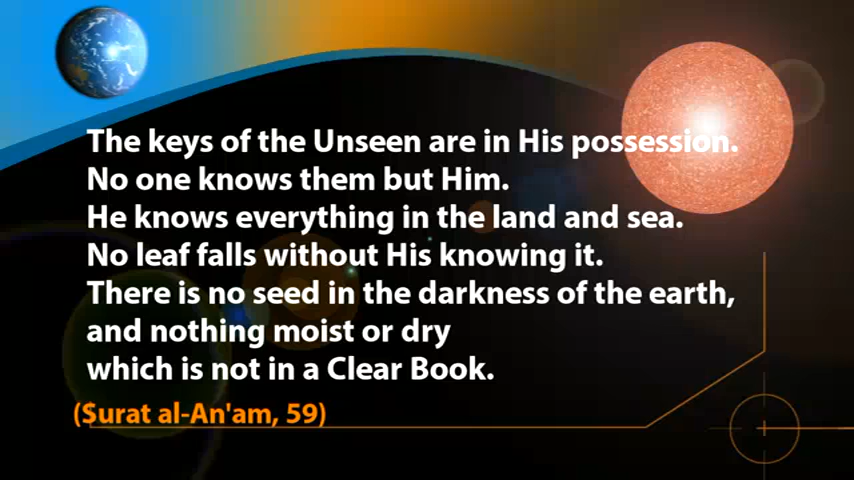 The keys of the Unseen are in His possession.
No one knows them but Him.
He knows everything in the land and sea.
No leaf falls without His knowing it.
There is no seed in the darkness of the earth,
and nothing moist or dry
which is not in a Clear Book.
(Surat al-An'am, 59)